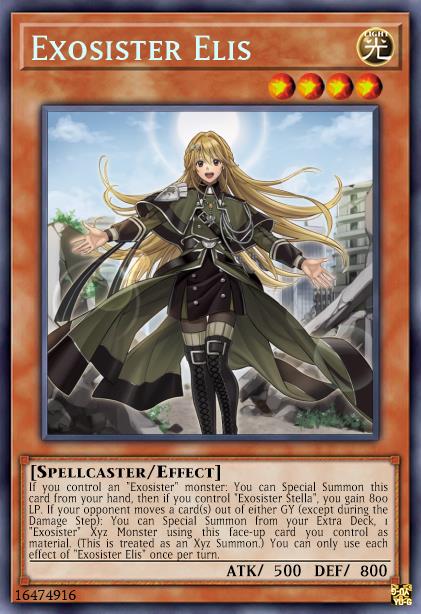 Exosister Elis
LIGHT
光
[Spellcaster/Effect]
If you control an "Exosister" monster: You can Special Summon
this card from your hand, then if you control "Exosister Stella", you gain 800
LP. If your opponent moves a card(s) out of either GY (except during the
Damage Step): You can Special Summon from your Extra Deck, 1
"Exosister" Xyz Monster using this face-up card you control as
material. (This is treated as an Xyz Summon.) You can only use each
effect of "Exosister Elis" once per turn.
ATK/ 500 DEF/ 800
16474916